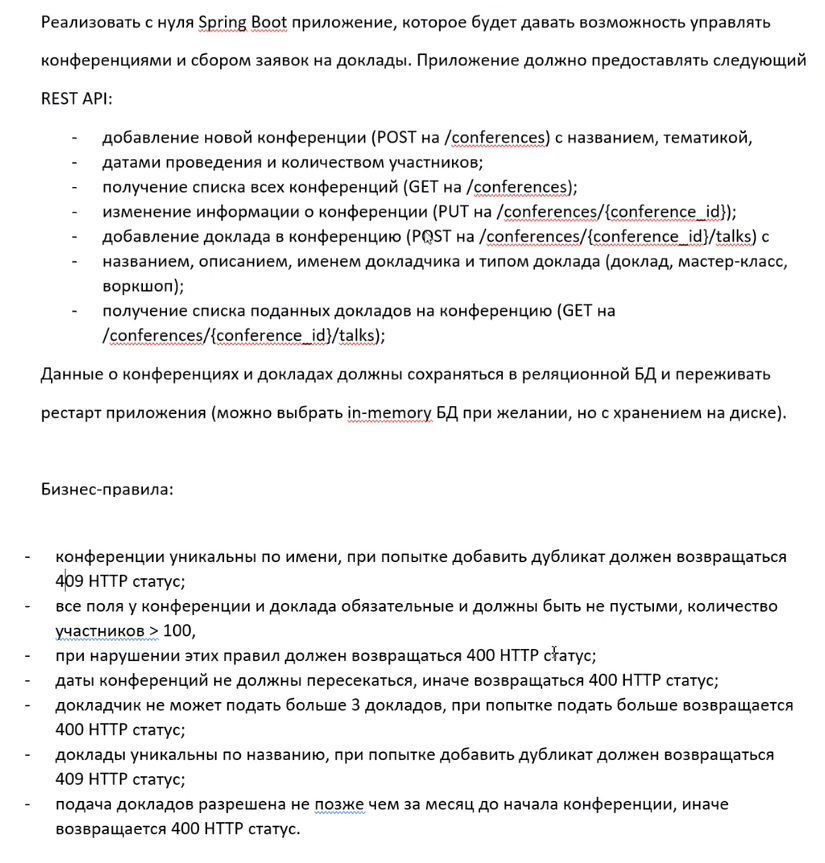 Реализовать с нуля Spring Boot приложение, которое будет давать возможность управлять
конференциями и сбором заявок на доклады. Приложение должно предоставлять следующий
REST API:
- добавление новой конференции (POST на /conferences) с названием, тематикой,
- датами проведения и количеством участников;
- получение списка всех конференций (GET на /conferences);
- изменение информации о конференции (PUT на /conferences/{conference_id});
- добавление доклада в конференцию (POST на /conferences/{conference_id}/talks) с
- названием, описанием, именем докладчика и типом доклада (доклад, мастер-класс,
воркшоп);
- получение списка поданных докладов на конференцию (GET на
/conferences/{conference_id}/talks);
Данные о конференциях и докладах должны сохраняться в реляционной БД и переживать
рестарт приложения (можно выбрать in-memory БД при желании, но с хранением на диске).
Бизнес-правила:
- конференции уникальны по имени, при попытке добавить дубликат должен возвращаться
409 HTTP статус;
- все поля у конференции и доклада обязательные и должны быть не пустыми, количество
участников > 100,
- при нарушении этих правил должен возвращаться 400 HTTP статус;
- даты конференций не должны пересекаться, иначе возвращаться 400 HTTP статус;
- докладчик не может подать больше 3 докладов, при попытке подать больше возвращается
400 HTTP статус;
- доклады уникальны по названию, при попытке добавить дубликат должен возвращаться
409 HTTP статус;
- подача докладов разрешена не позже чем за месяц до начала конференции, иначе
возвращается 400 HTTP статус.